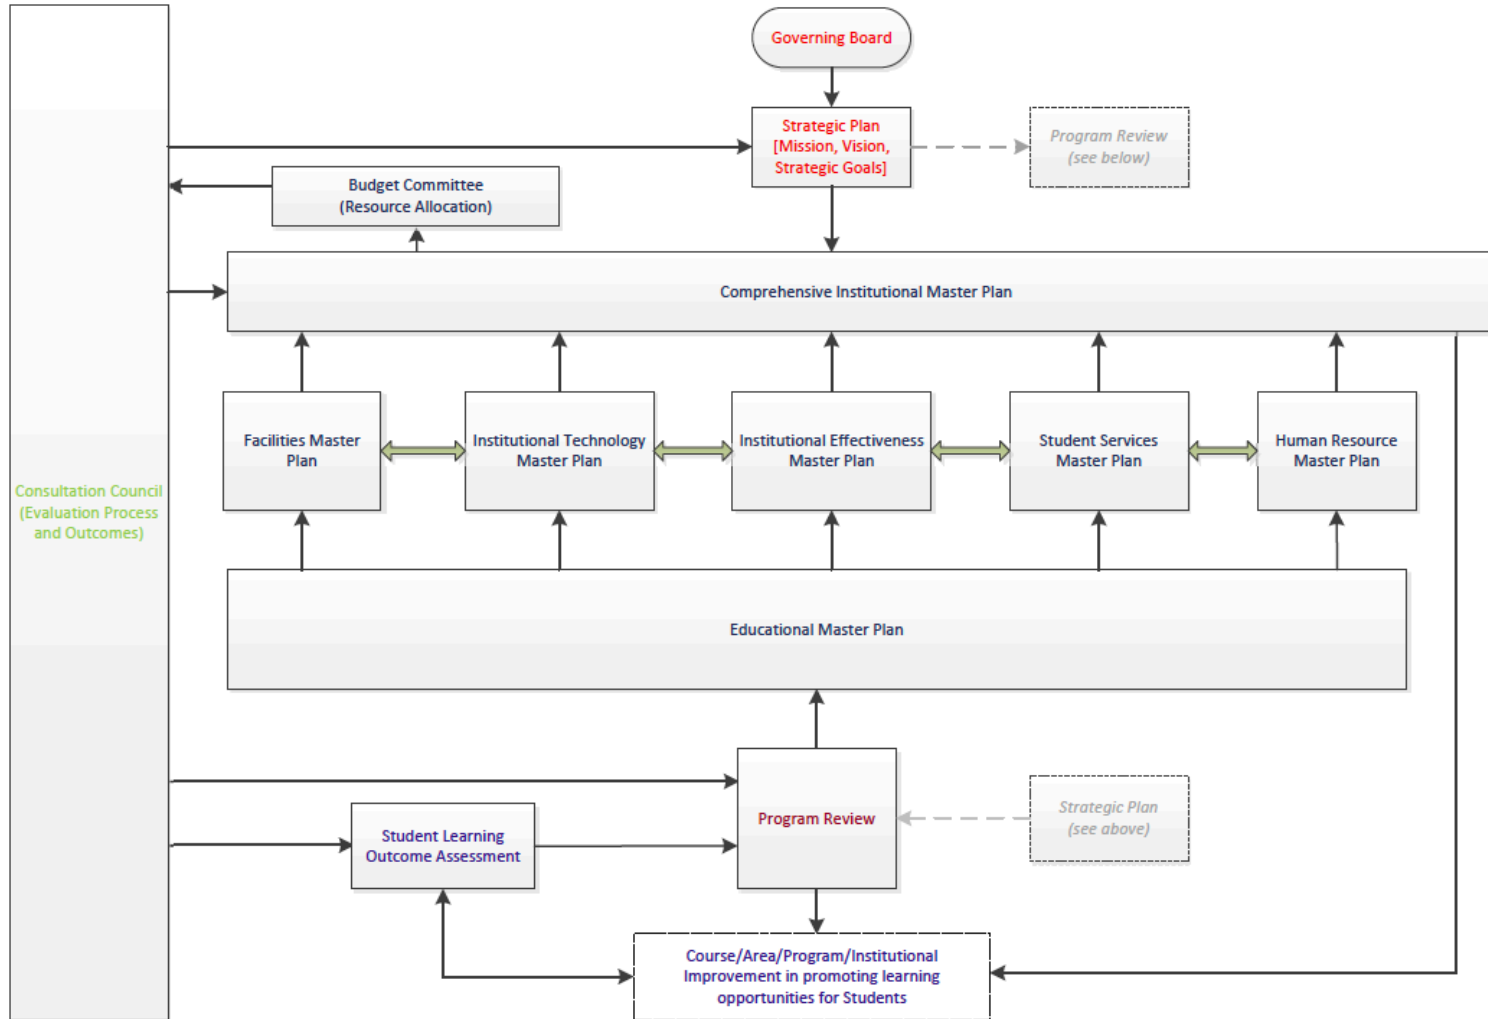 Governing Board
Strategic Plan
[Mission, Vision,
Strategic Goals]
Program Review
(see below)
Budget Committee
(Resource Allocation)
Comprehensive Institutional Master Plan
Facilities Master
Plan
Institutional Technology
Master Plan
Institutional Effectiveness
Master Plan
Student Services
Master Plan
Human Resource
Master Plan
Consultation Council
(Evaluation Process
and Outcomes)
Educational Master Plan
Program Review
Strategic Plan
(see above)
Student Learning
Outcome Assessment
Course/Area/Program/Institutional
Improvement in promoting learning
opportunities for Students